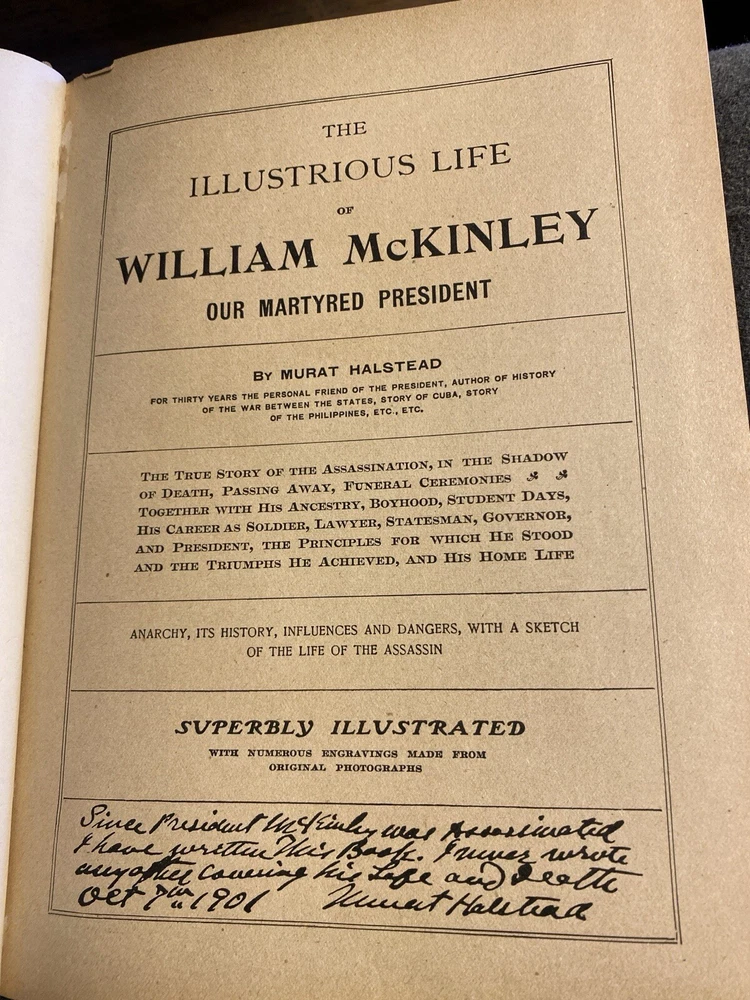 THE
ILLUSTRIOUS LIFE
OF
WILLIAM McKINLEY
OUR MARTYRED PRESIDENT
BY MURAT HALSTEAD
FOR THIRTY YEARS THE PERSONAL FRIEND OF THE PRESIDENT, AUTHOR OF HISTORY
OF THE WAR BETWEEN THE STATES, STORY OF CUBA, STORY
OF THE PHILIPPINES, ETC., ETC.
THE TRUE STORY OF THE ASSASSINATION, IN THE SHADOW
OF DEATH, PASSING AWAY, FUNERAL CEREMONIES
TOGETHER WITH HIS ANCESTRY, BOYHOOD, STUDENT DAYS,
HIS CAREER AS SOLDIER, LAWYER, STATESMAN, GOVERNOR,
AND PRESIDENT, THE PRINCIPLES FOR WHICH HE STOOD
AND THE TRIUMPHS HE ACHIEVED, AND HIS HOME LIFE
ANARCHY, ITS HISTORY, INFLUENCES AND DANGERS, WITH A SKETCH
OF THE LIFE OF THE ASSASSIN
SUPERBLY ILLUSTRATED
WITH NUMEROUS ENGRAVINGS MADE FROM
ORIGINAL PHOTOGRAPHS
Since President McKinley was Assassinated
I have written This Book. I never wrote
any other covering his Life and Death
Oct 7th 1901 Murat Halstead